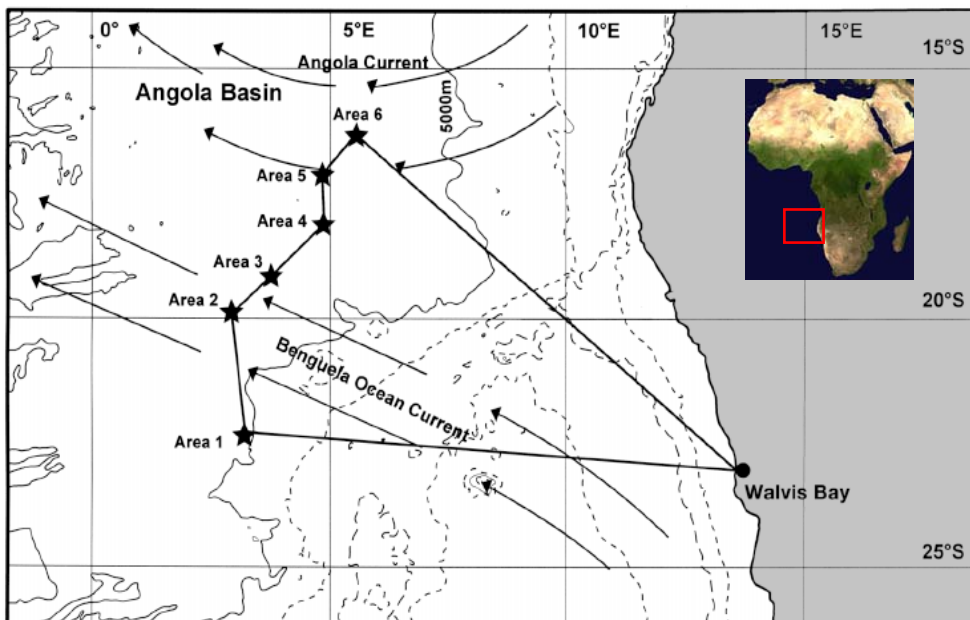 0° 5°E 10°E 15°E
15°S
Angola Current
Angola Basin
5000m
Area 6
Area 5
Area 4
Area 3
Area 2
20°S
Benguela Ocean Current
Area 1
Walvis Bay
25°S